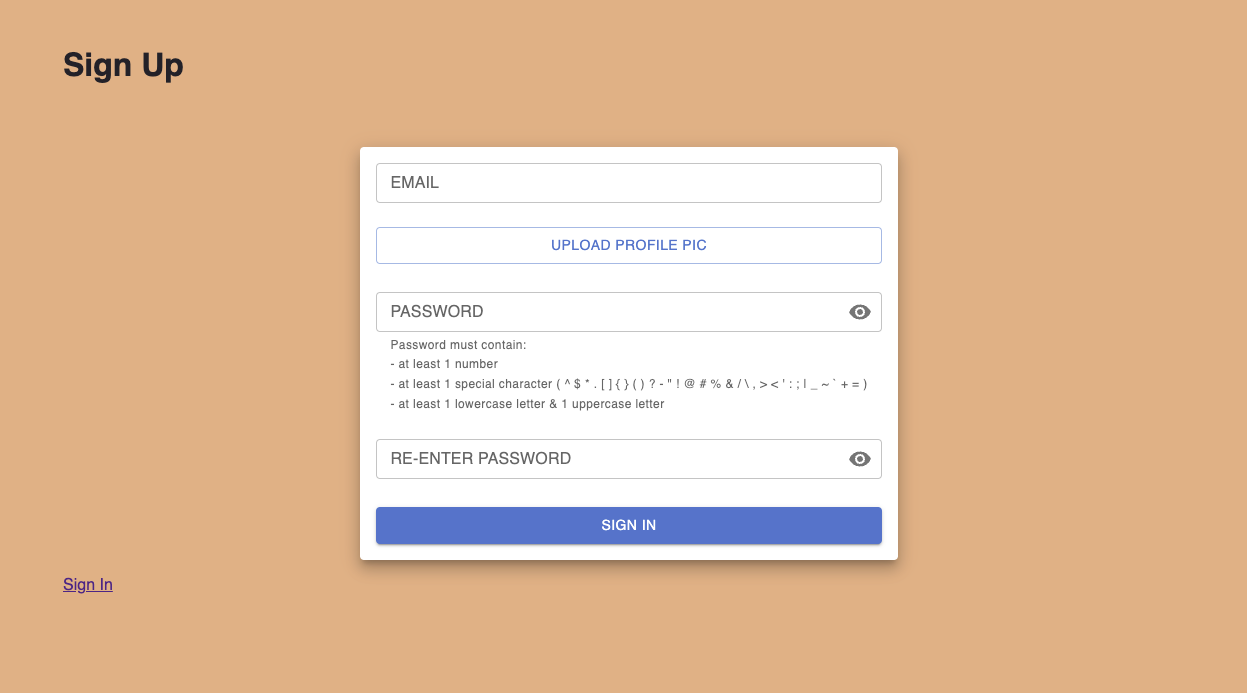 Sign Up
EMAIL
UPLOAD PROFILE PIC
PASSWORD
Password must contain:
- at least 1 number
- at least 1 special character ( ^ $ * . [ ] { } ( ) ? - " ! @ # % & / \ , > < ' : ; | _ ~ ` + = )
- at least 1 lowercase letter & 1 uppercase letter
RE-ENTER PASSWORD
SIGN IN
Sign In